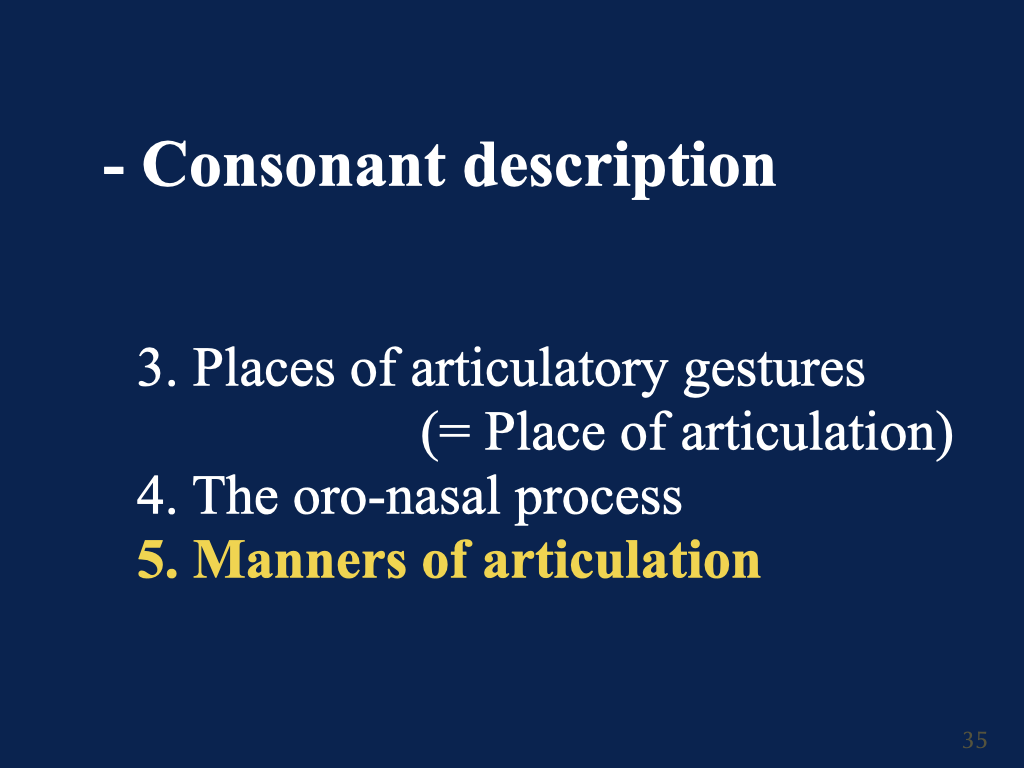 - Consonant description
3. Places of articulatory gestures
(= Place of articulation)
4. The oro-nasal process
5. Manners of articulation
35